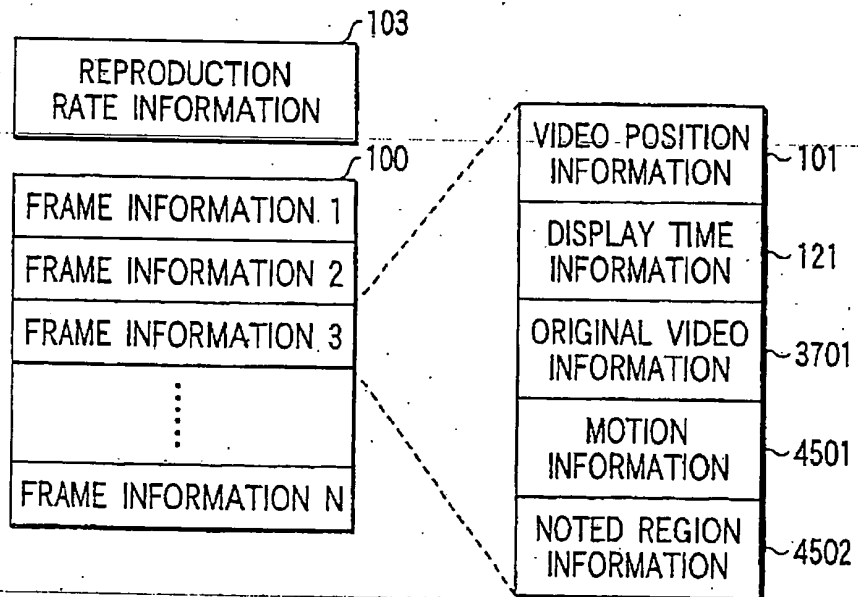 103
REPRODUCTION
RATE INFORMATION
100
FRAME INFORMATION 1
FRAME INFORMATION 2
FRAME INFORMATION 3
FRAME INFORMATION N
VIDEO POSITION
INFORMATION
101
DISPLAY TIME
INFORMATION
121
ORIGINAL VIDEO
INFORMATION
3701
MOTION
INFORMATION
4501
NOTED REGION
INFORMATION
4502